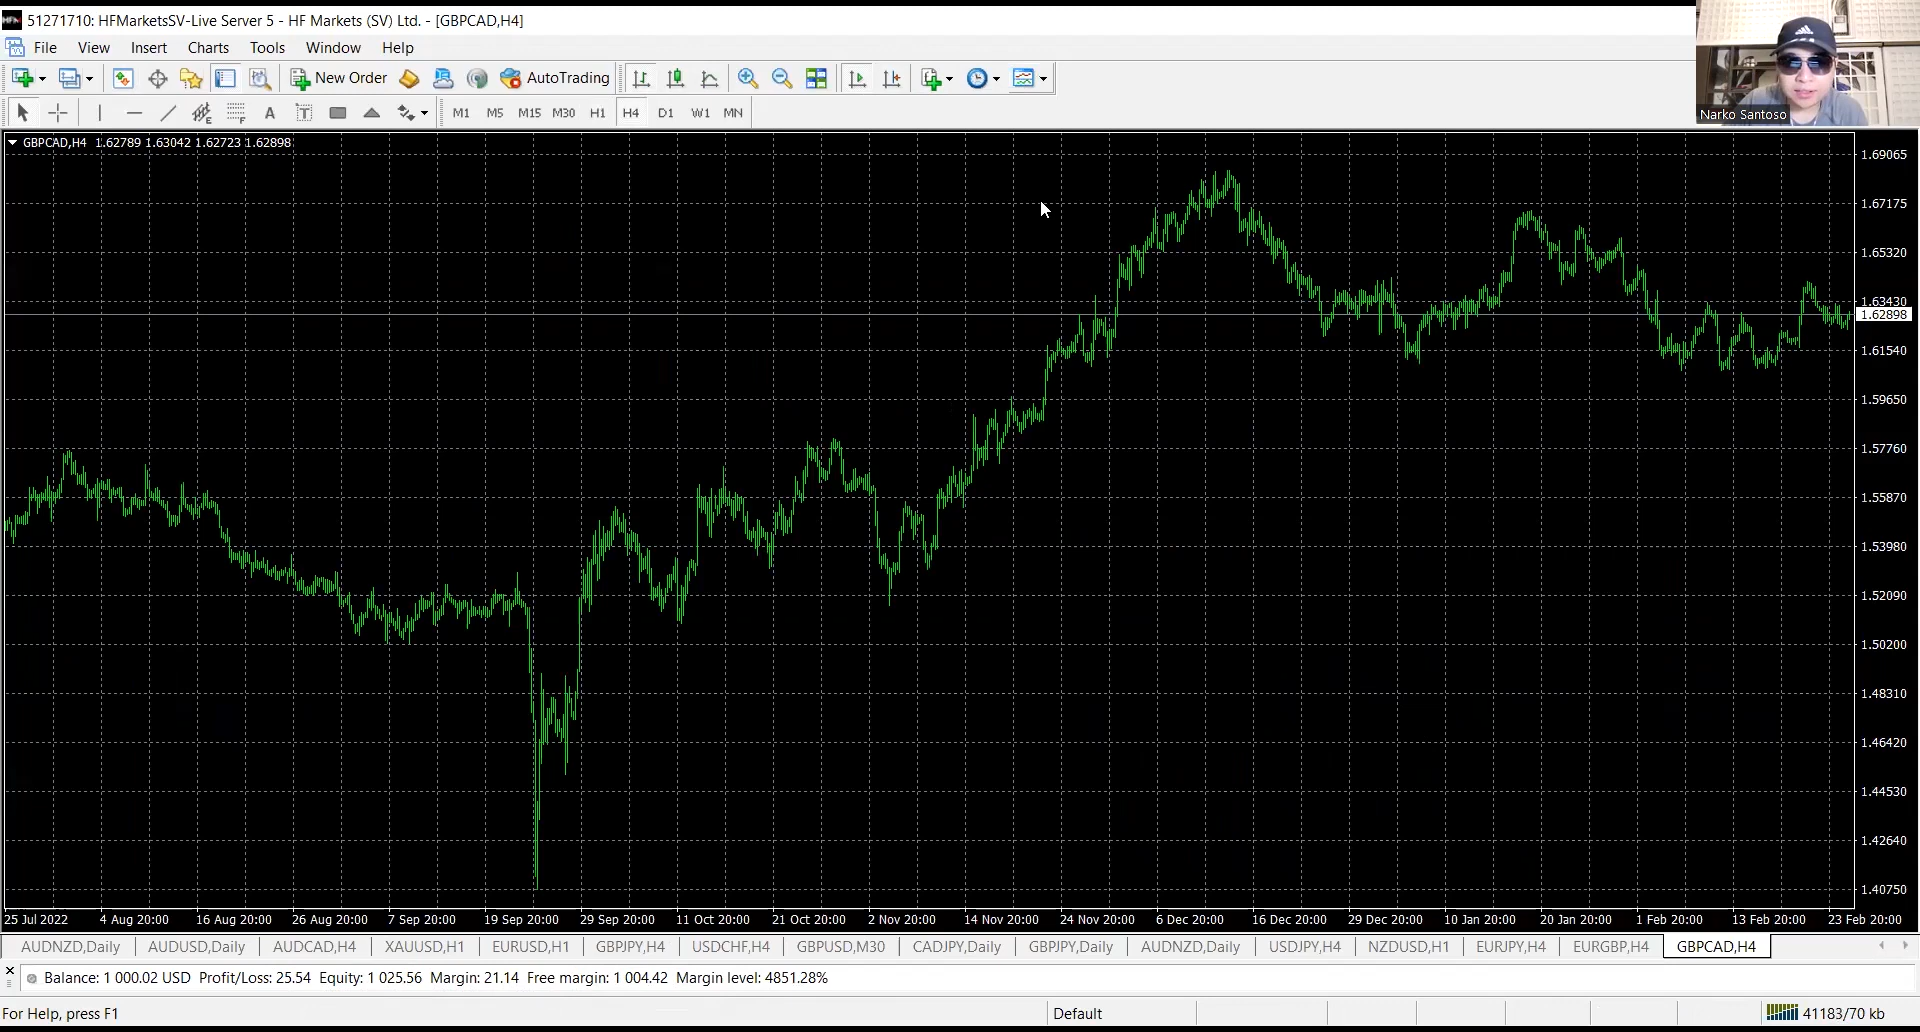 51271710: HFMarketsSV-Live Server 5 - HF Markets (SV) Ltd. - [GBPCAD,H4]
File View Insert Charts Tools Window Help
New Order AutoTrading
A T M1 M5 M15 M30 H1 H4 D1 W1 MN
Narko Santoso
GBPCAD,H4 1.62789 1.63042 1.62723 1.62898
1.69065
1.67175
1.65320
1.63430
1.62898
1.61540
1.59650
1.57760
1.55870
1.53980
1.52090
1.50200
1.48310
1.46420
1.44530
1.42640
1.40750
25 Jul 2022 4 Aug 20:00 16 Aug 20:00 26 Aug 20:00 7 Sep 20:00 19 Sep 20:00 29 Sep 20:00 11 Oct 20:00 21 Oct 20:00 2 Nov 20:00 14 Nov 20:00 24 Nov 20:00 6 Dec 20:00 16 Dec 20:00 29 Dec 20:00 10 Jan 20:00 20 Jan 20:00 1 Feb 20:00 13 Feb 20:00 23 Feb 20:00
AUDNZD,Daily AUDUSD,Daily AUDCAD,H4 XAUUSD,H1 EURUSD,H1 GBPJPY,H4 USDCHF,H4 GBPUSD,M30 CADJPY,Daily GBPJPY,Daily AUDNZD,Daily USDJPY,H4 NZDUSD,H1 EURJPY,H4 EURGBP,H4 GBPCAD,H4
Balance: 1 000.02 USD Profit/Loss: 25.54 Equity: 1 025.56 Margin: 21.14 Free margin: 1 004.42 Margin level: 4851.28%
For Help, press F1 Default 41183/70 kb